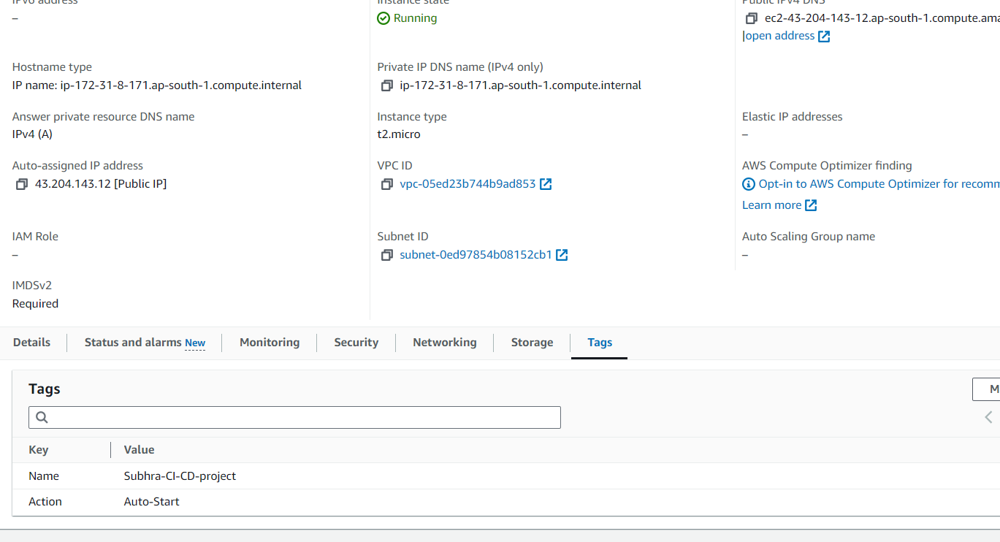 IPv6 address
Instance state
Public IPv4 DNS
–
Running
ec2-43-204-143-12.ap-south-1.compute.ama
|open address
Hostname type
IP name: ip-172-31-8-171.ap-south-1.compute.internal
Private IP DNS name (IPv4 only)
ip-172-31-8-171.ap-south-1.compute.internal
Answer private resource DNS name
IPv4 (A)
Instance type
t2.micro
Elastic IP addresses
–
Auto-assigned IP address
43.204.143.12 [Public IP]
VPC ID
vpc-05ed23b744b9ad853
AWS Compute Optimizer finding
Opt-in to AWS Compute Optimizer for recomm
Learn more
IAM Role
–
Subnet ID
subnet-0ed97854b08152cb1
Auto Scaling Group name
–
IMDSv2
Required
Details
Status and alarms New
Monitoring
Security
Networking
Storage
Tags
Tags
M
Key
Value
Name
Subhra-CI-CD-project
Action
Auto-Start